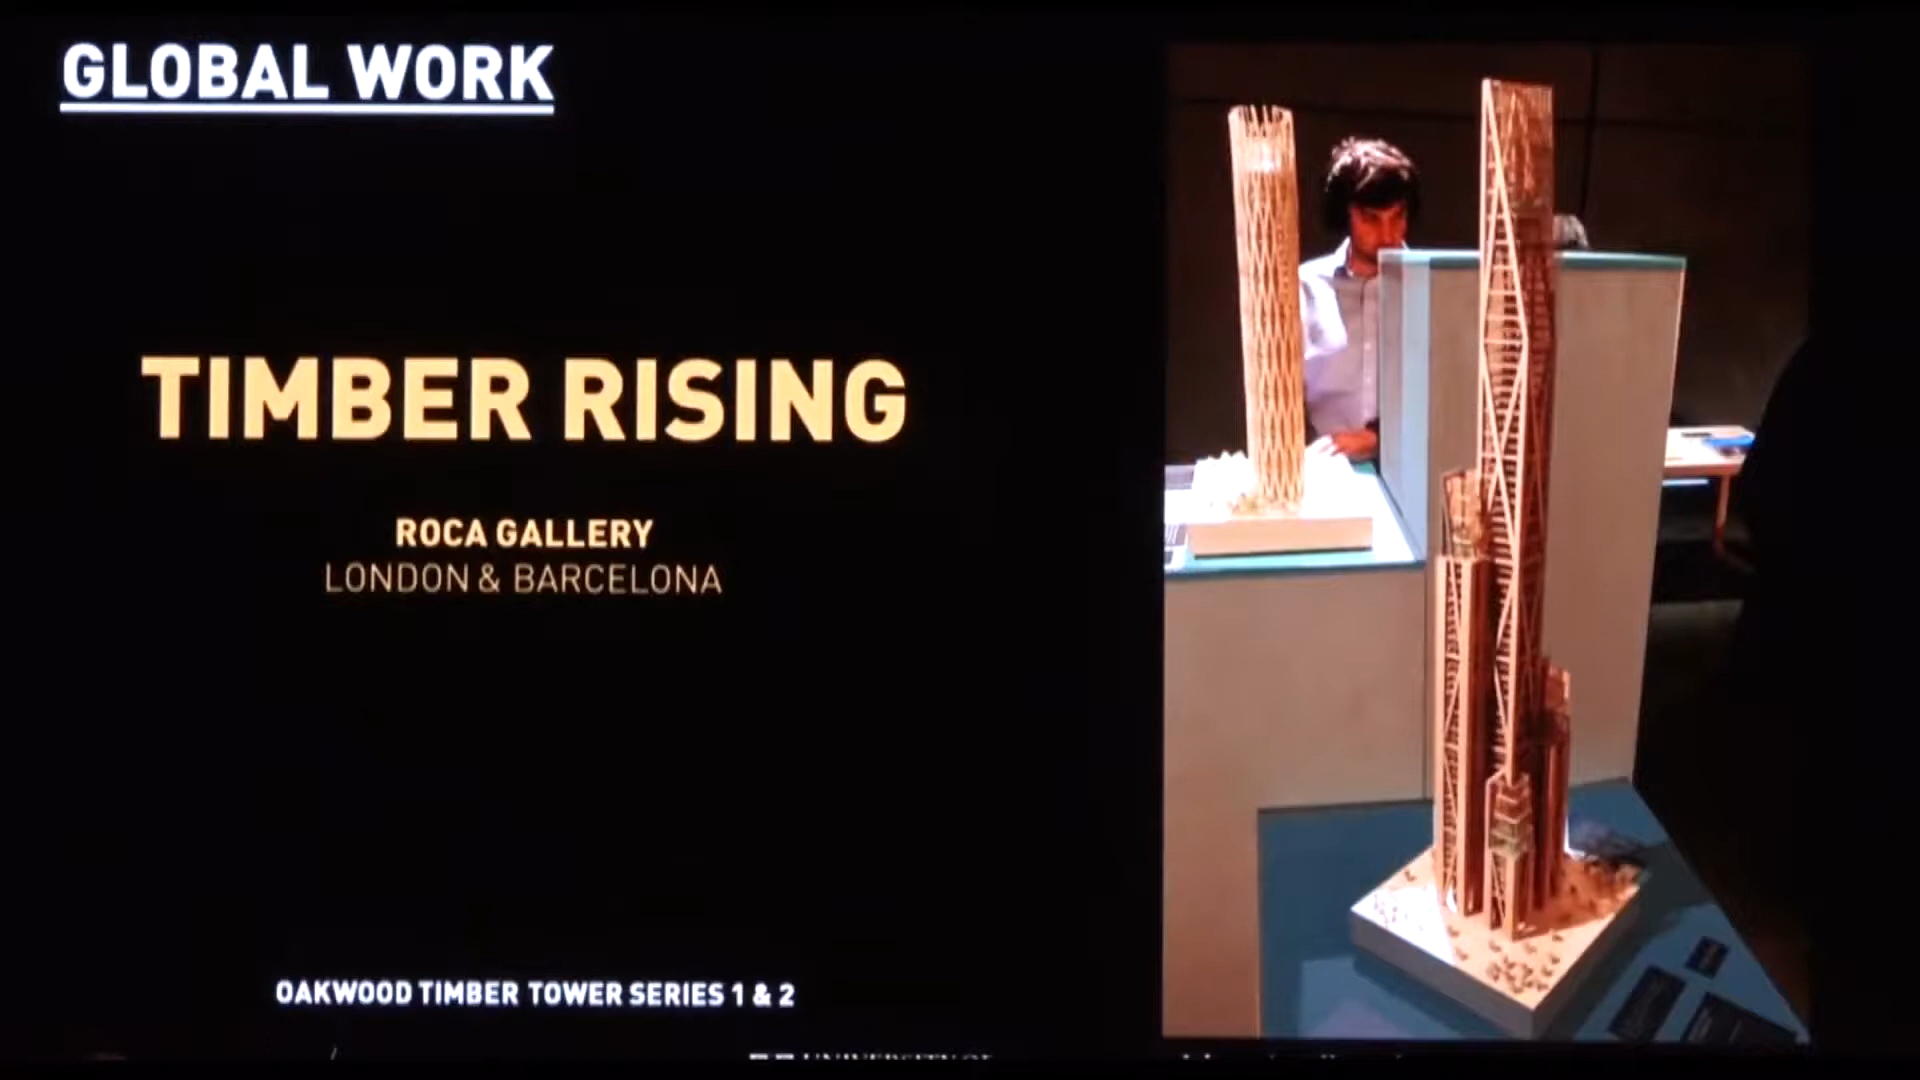 GLOBAL WORK
TIMBER RISING
ROCA GALLERY
LONDON & BARCELONA
OAKWOOD TIMBER TOWER SERIES 1 & 2